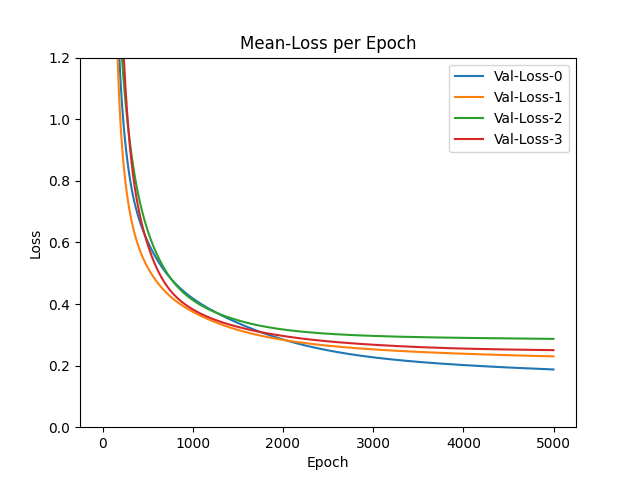 Mean-Loss per Epoch
1.2
1.0
0.8
0.6
0.4
0.2
0.0
Loss
Val-Loss-0
Val-Loss-1
Val-Loss-2
Val-Loss-3
0 1000 2000 3000 4000 5000
Epoch